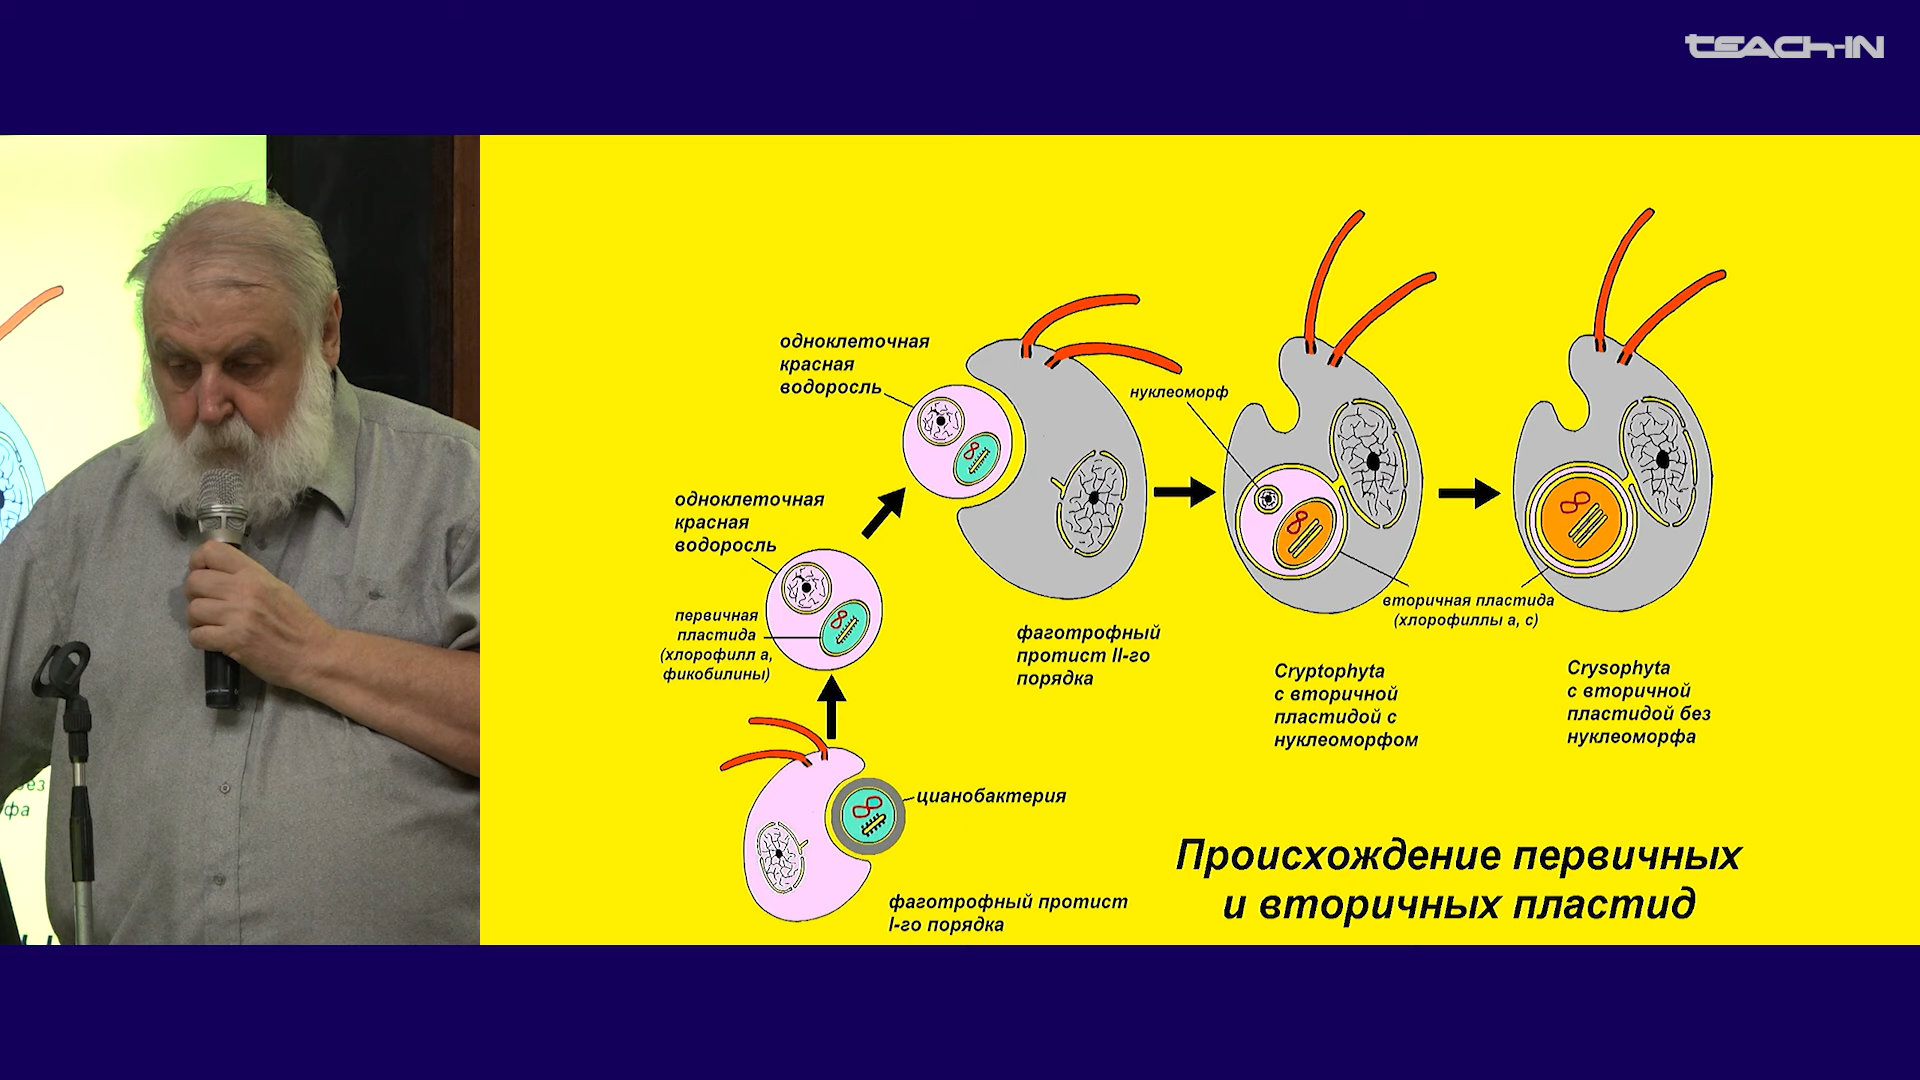 teach-in
одноклеточная
красная
водоросль
нуклеоморф
одноклеточная
красная
водоросль
первичная
пластида
(хлорофилл а,
фикобилины)
вторичная пластида
(хлорофиллы а, с)
фаготрофный
протист II-го
порядка
Cryptophyta
с вторичной
пластидой с
нуклеоморфом
Crysophyta
с вторичной
пластидой без
нуклеоморфа
цианобактерия
фаготрофный протист
I-го порядка
Происхождение первичных
и вторичных пластид